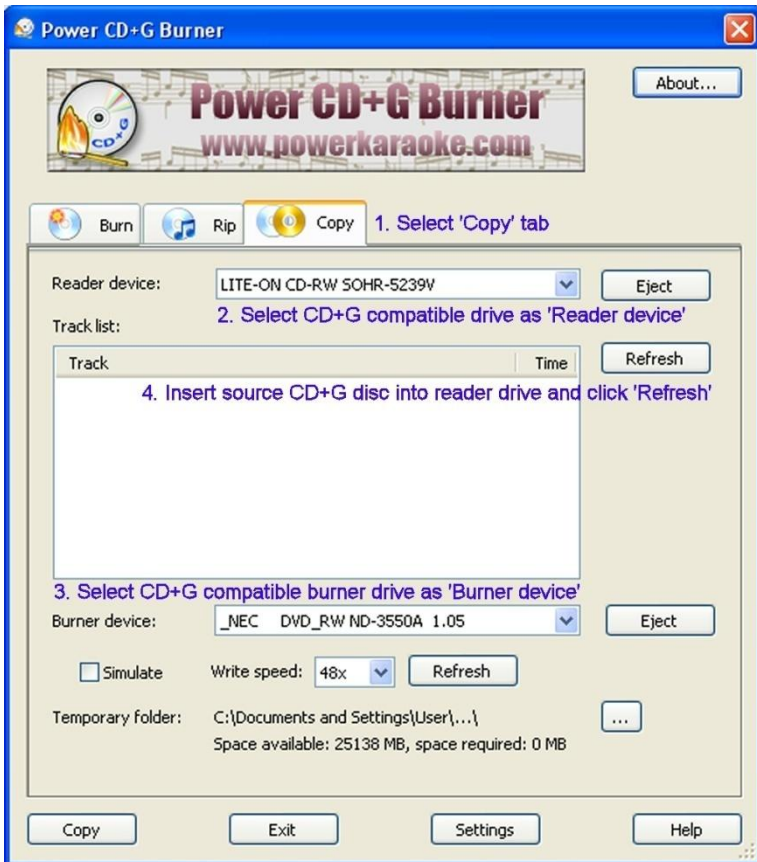 Power CD+G Burner
Power CD+G Burner
www.powerkaraoke.com
CD+G
About...
Burn
Rip
Copy
1. Select 'Copy' tab
Reader device:
LITE-ON CD-RW SOHR-5239V
Eject
2. Select CD+G compatible drive as 'Reader device'
Track list:
Track
Time
Refresh
4. Insert source CD+G disc into reader drive and click 'Refresh'
3. Select CD+G compatible burner drive as 'Burner device'
Burner device:
_NEC DVD_RW ND-3550A 1.05
Eject
Simulate
Write speed:
48x
Refresh
Temporary folder:
C:\Documents and Settings\User\...\
...
Space available: 25138 MB, space required: 0 MB
Copy
Exit
Settings
Help